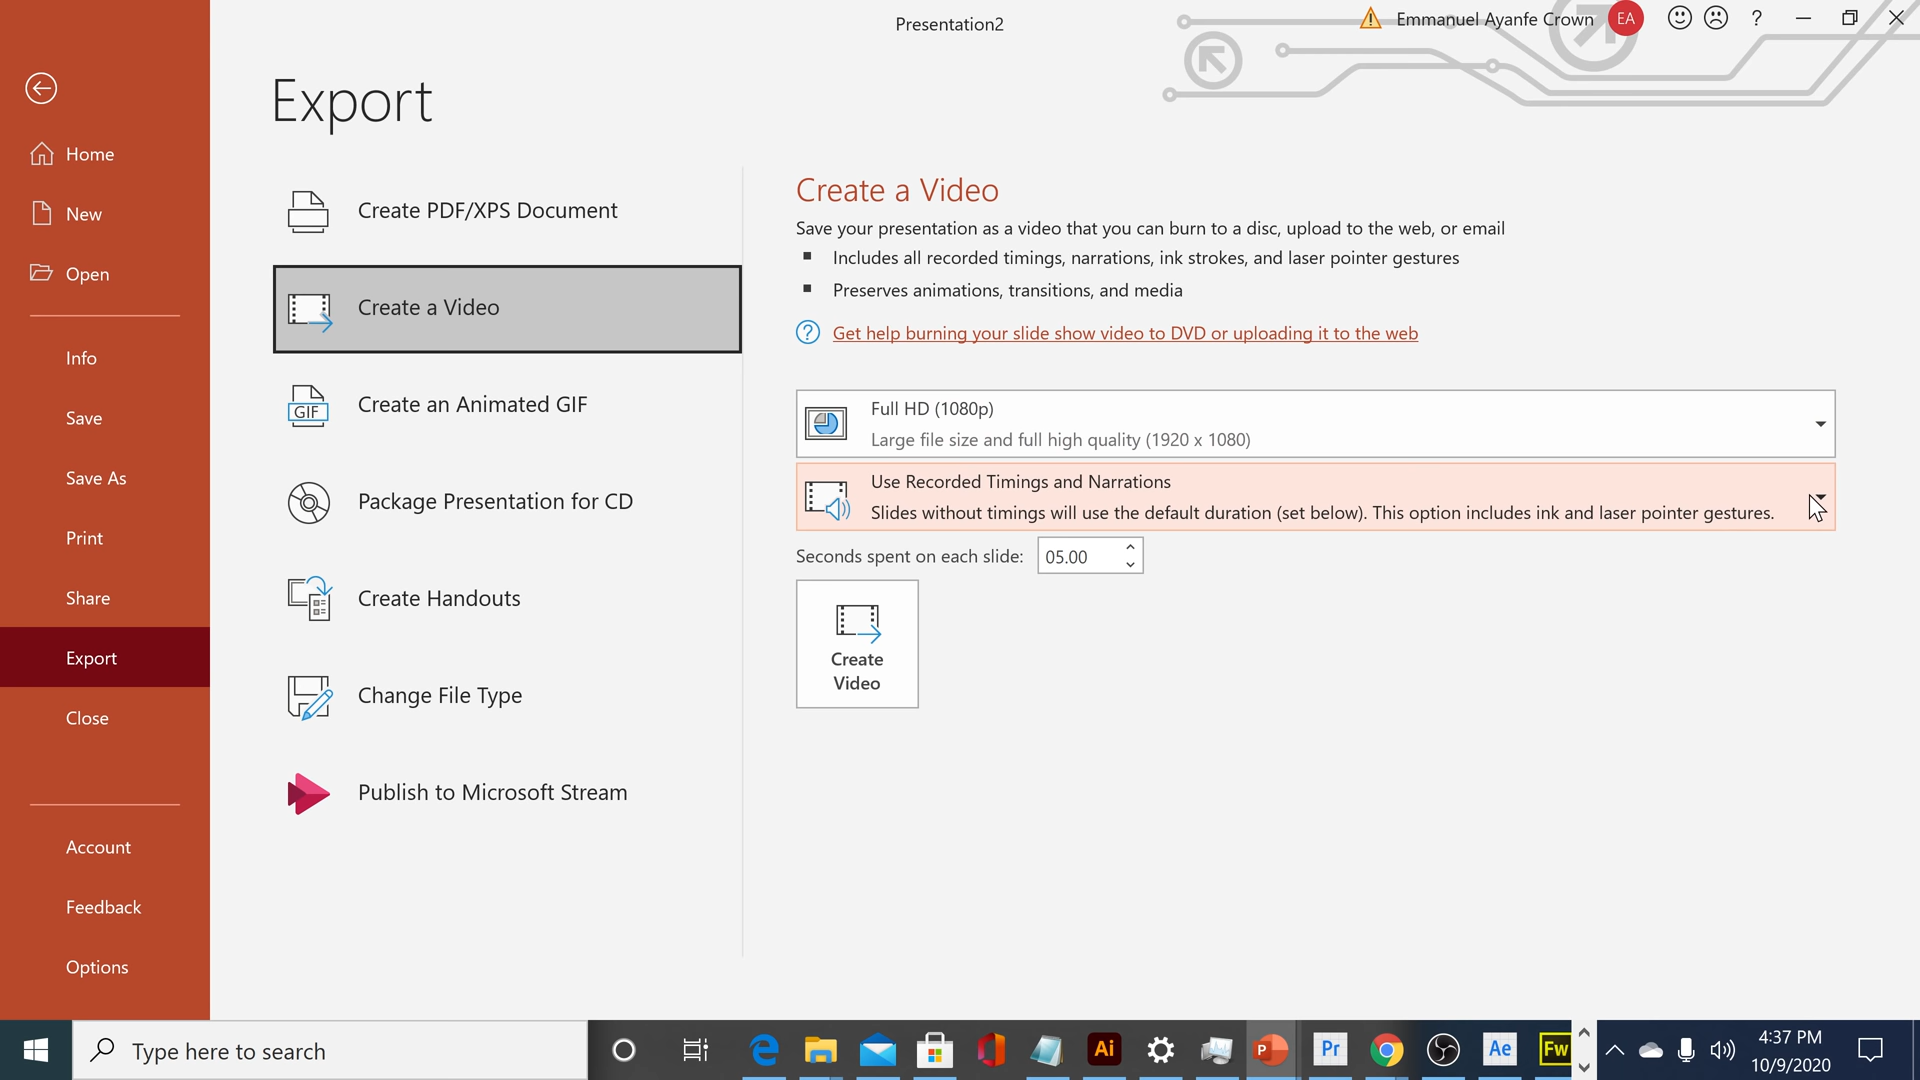 Presentation2
Emmanuel Ayanfe Crown
EA
?
Export
Home
New
Open
Info
Save
Save As
Print
Share
Export
Close
Account
Feedback
Options
Create PDF/XPS Document
Create a Video
GIF
Create an Animated GIF
Package Presentation for CD
Create Handouts
Change File Type
Publish to Microsoft Stream
Create a Video
Save your presentation as a video that you can burn to a disc, upload to the web, or email
Includes all recorded timings, narrations, ink strokes, and laser pointer gestures
Preserves animations, transitions, and media
? Get help burning your slide show video to DVD or uploading it to the web
Full HD (1080p)
Large file size and full high quality (1920 x 1080)
Use Recorded Timings and Narrations
Slides without timings will use the default duration (set below). This option includes ink and laser pointer gestures.
Seconds spent on each slide: 05.00
Create
Video
Type here to search
Ai
P
Pr
Ae
Fw
4:37 PM
10/9/2020